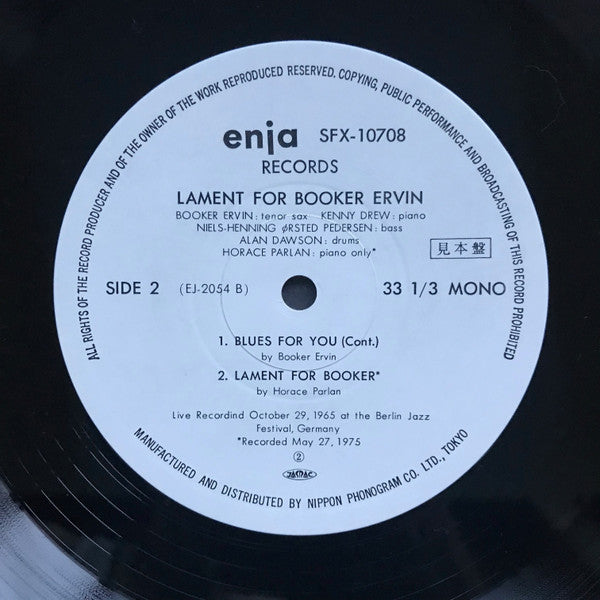 ALL RIGHTS OF THE RECORD PRODUCER AND OF THE OWNER OF THE WORK REPRODUCED RESERVED. COPYING, PUBLIC PERFORMANCE AND BROADCASTING OF THIS RECORD PROHIBITED
enja SFX-10708
RECORDS
LAMENT FOR BOOKER ERVIN
BOOKER ERVIN: tenor sax KENNY DREW: piano
NIELS-HENNING ØRSTED PEDERSEN: bass
ALAN DAWSON: drums
HORACE PARLAN: piano only*
見本盤
SIDE 2 (EJ-2054 B) 33 1/3 MONO
1. BLUES FOR YOU (Cont.)
by Booker Ervin
2. LAMENT FOR BOOKER*
by Horace Parlan
Live Recordind October 29, 1965 at the Berlin Jazz
Festival, Germany
*Recorded May 27, 1975
②
JASRAC
MANUFACTURED AND DISTRIBUTED BY NIPPON PHONOGRAM CO. LTD., TOKYO